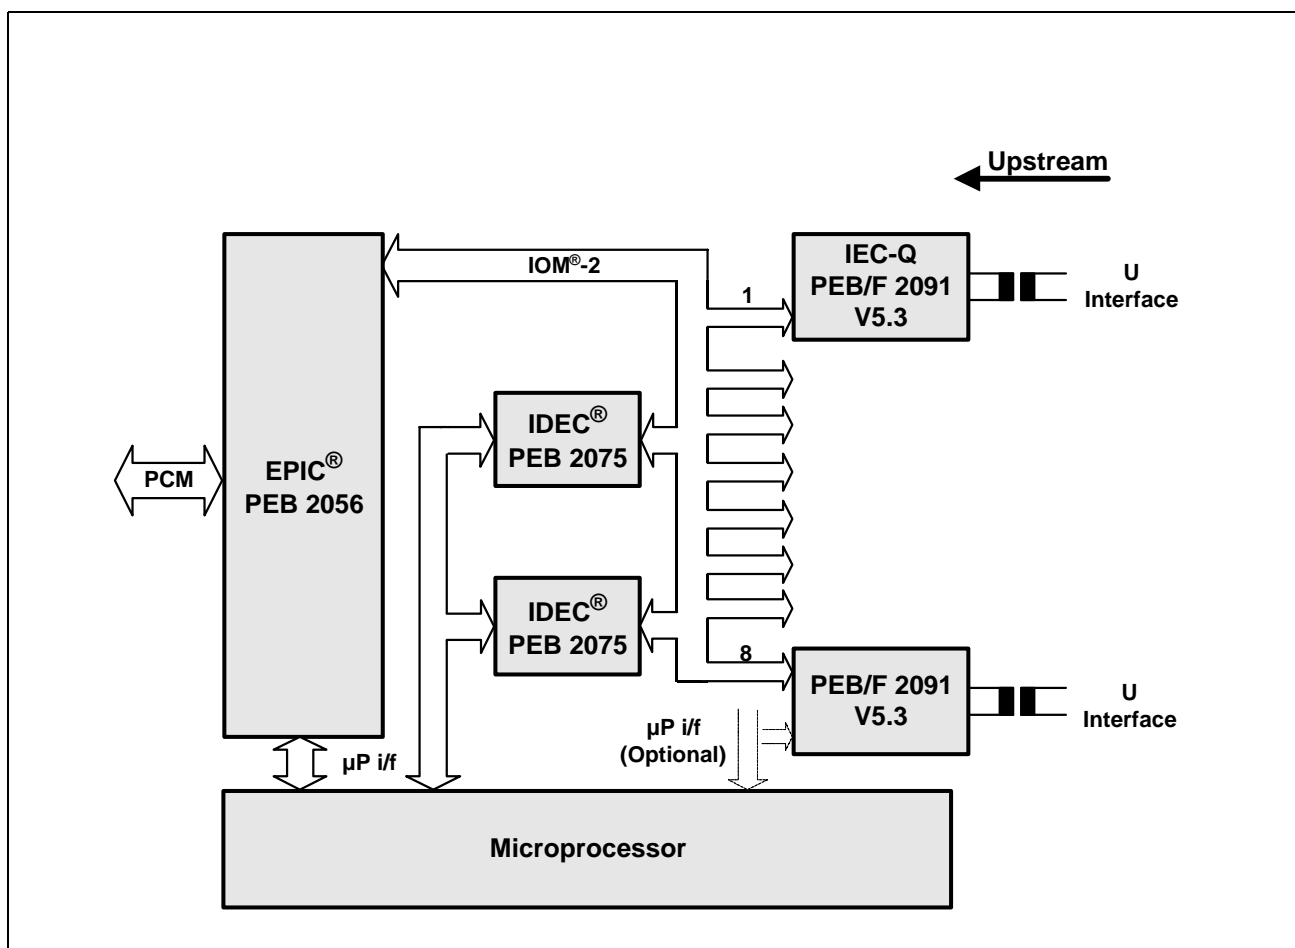 Upstream
IOM®-2
1
IEC-Q
PEB/F 2091
V5.3
U
Interface
IDEC®
PEB 2075
PCM
EPIC®
PEB 2056
IDEC®
PEB 2075
8
PEB/F 2091
V5.3
U
Interface
µP i/f
µP i/f
(Optional)
Microprocessor